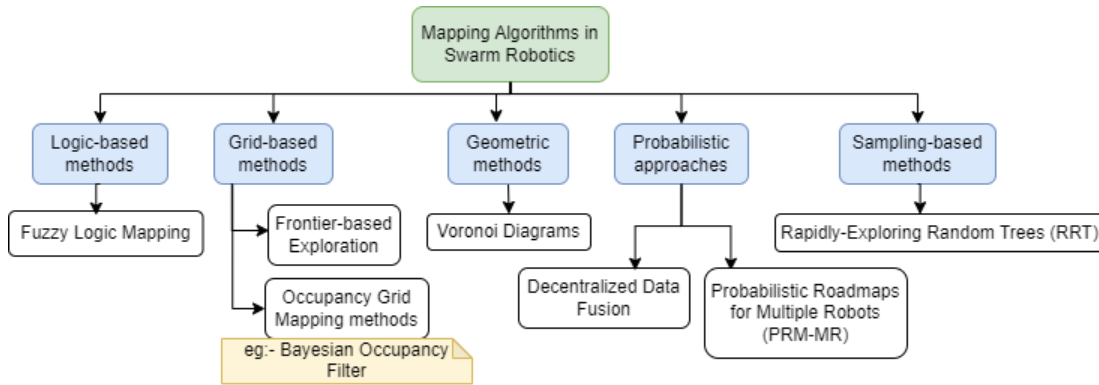 Mapping Algorithms in
Swarm Robotics
Logic-based
methods
Grid-based
methods
Geometric
methods
Probabilistic
approaches
Sampling-based
methods
Fuzzy Logic Mapping
Frontier-based
Exploration
Occupancy Grid
Mapping methods
eg:- Bayesian Occupancy
Filter
Voronoi Diagrams
Decentralized Data
Fusion
Probabilistic Roadmaps
for Multiple Robots
(PRM-MR)
Rapidly-Exploring Random Trees (RRT)